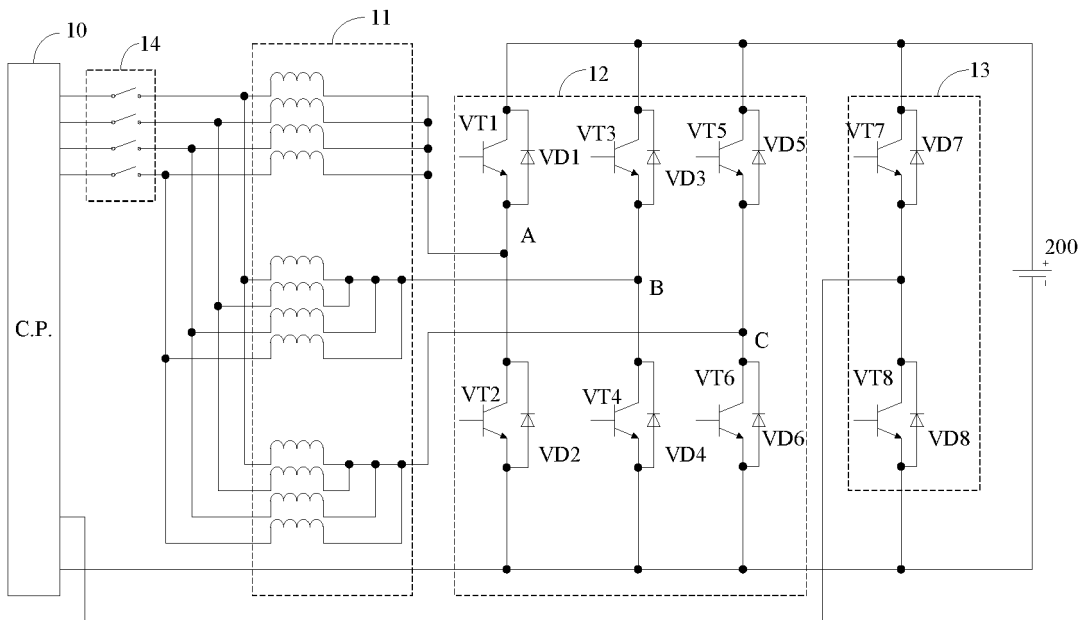 10
14
11
12
13
VT1
VD1
VT3
VD3
VT5
VD5
VT7
VD7
A
B
C
200
+
-
C.P.
VT2
VD2
VT4
VD4
VT6
VD6
VT8
VD8